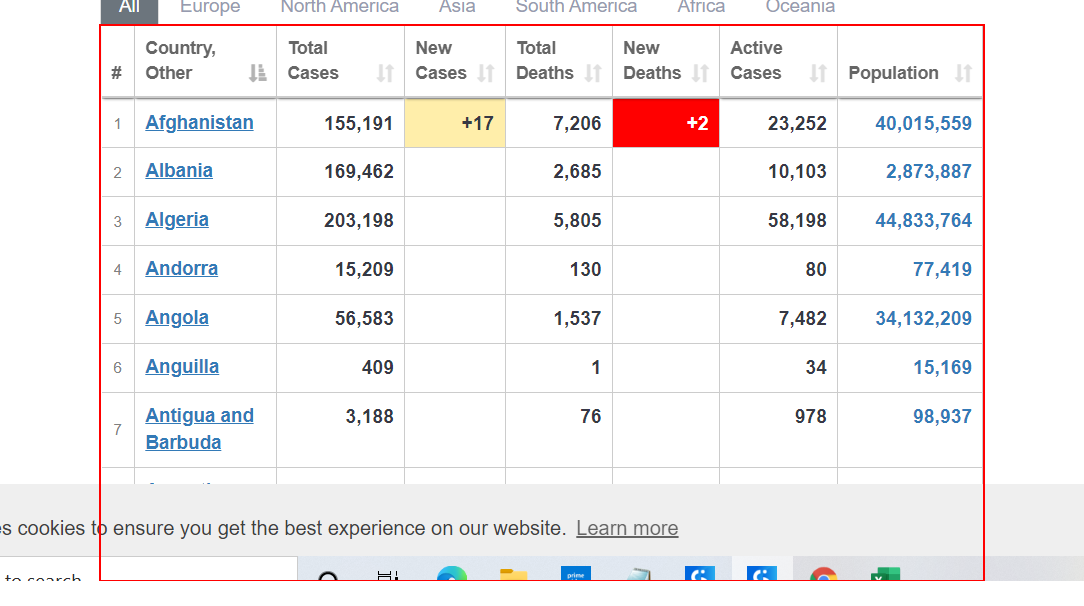 All Europe North America Asia South America Africa Oceania
# Country, Other Total Cases New Cases Total Deaths New Deaths Active Cases Population
1 Afghanistan 155,191 +17 7,206 +2 23,252 40,015,559
2 Albania 169,462 2,685 10,103 2,873,887
3 Algeria 203,198 5,805 58,198 44,833,764
4 Andorra 15,209 130 80 77,419
5 Angola 56,583 1,537 7,482 34,132,209
6 Anguilla 409 1 34 15,169
7 Antigua and Barbuda 3,188 76 978 98,937
es cookies to ensure you get the best experience on our website. Learn more
to search
prime